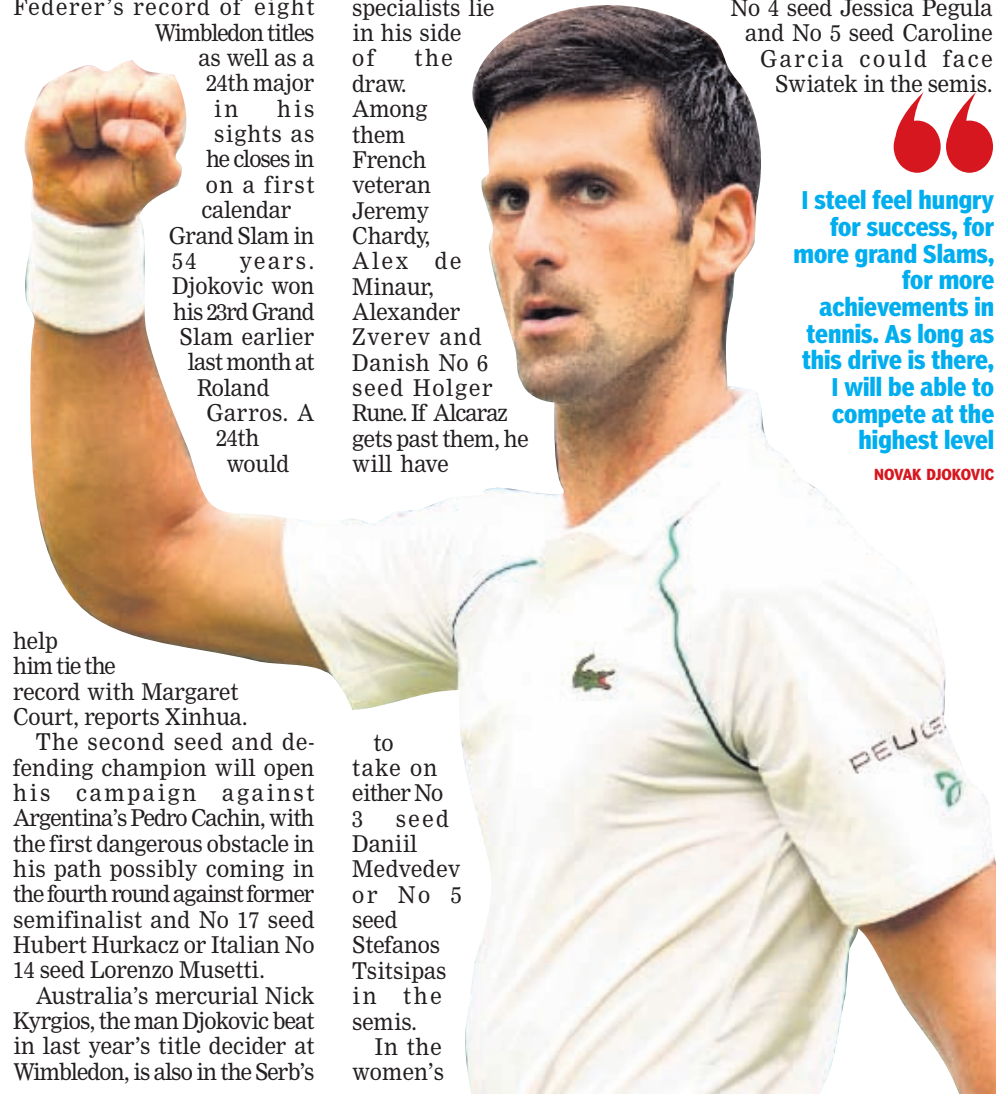 Federer's record of eight
Wimbledon titles
as well as a
24th major
in his
sights as
he closes in
on a first
calendar
Grand Slam in
54 years.
Djokovic won
his 23rd Grand
Slam earlier
last month at
Roland
Garros. A
24th
would
help
him tie the
record with Margaret
Court, reports Xinhua.
The second seed and de-
fending champion will open
his campaign against
Argentina's Pedro Cachin, with
the first dangerous obstacle in
his path possibly coming in
the fourth round against former
semifinalist and No 17 seed
Hubert Hurkacz or Italian No
14 seed Lorenzo Musetti.
Australia's mercurial Nick
Kyrgios, the man Djokovic beat
in last year's title decider at
Wimbledon, is also in the Serb's
specialists lie
in his side
of the
draw.
Among
them
French
veteran
Jeremy
Chardy,
Alex de
Minaur,
Alexander
Zverev and
Danish No 6
seed Holger
Rune. If Alcaraz
gets past them, he
will have
to
take on
either No
3 seed
Daniil
Medvedev
or No 5
seed
Stefanos
Tsitsipas
in the
semis.
In the
women's
No 4 seed Jessica Pegula
and No 5 seed Caroline
Garcia could face
Swiatek in the semis.
“
I steel feel hungry
for success, for
more grand Slams,
for more
achievements in
tennis. As long as
this drive is there,
I will be able to
compete at the
highest level
NOVAK DJOKOVIC
PEUGE